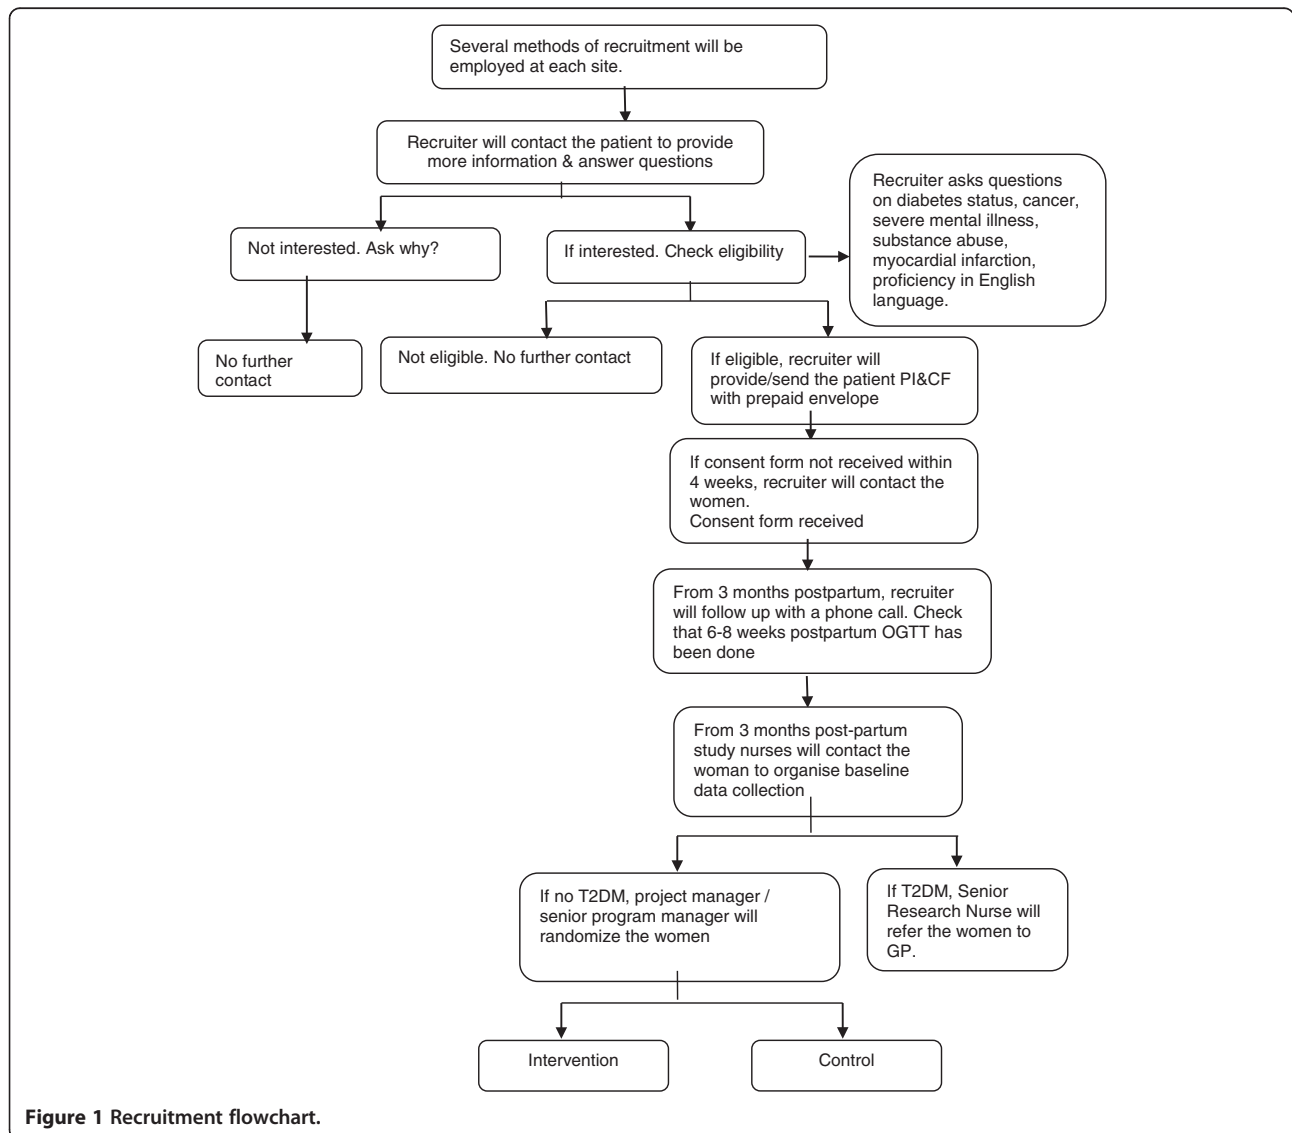 Several methods of recruitment will be
employed at each site.
Recruiter will contact the patient to provide
more information & answer questions
Recruiter asks questions
on diabetes status, cancer,
severe mental illness,
substance abuse,
myocardial infarction,
proficiency in English
language.
Not interested. Ask why?
If interested. Check eligibility
No further
contact
Not eligible. No further contact
If eligible, recruiter will
provide/send the patient PI&CF
with prepaid envelope
If consent form not received within
4 weeks, recruiter will contact the
women.
Consent form received
From 3 months postpartum, recruiter
will follow up with a phone call. Check
that 6-8 weeks postpartum OGTT has
been done
From 3 months post-partum
study nurses will contact the
woman to organise baseline
data collection
If no T2DM, project manager /
senior program manager will
randomize the women
If T2DM, Senior
Research Nurse will
refer the women to
GP.
Intervention
Control
Figure 1 Recruitment flowchart.